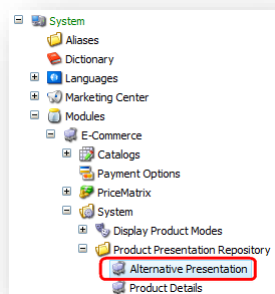 System
Aliases
Dictionary
Languages
Marketing Center
Modules
E-Commerce
Catalogs
Payment Options
PriceMatrix
System
Display Product Modes
Product Presentation Repository
Alternative Presentation
Product Details